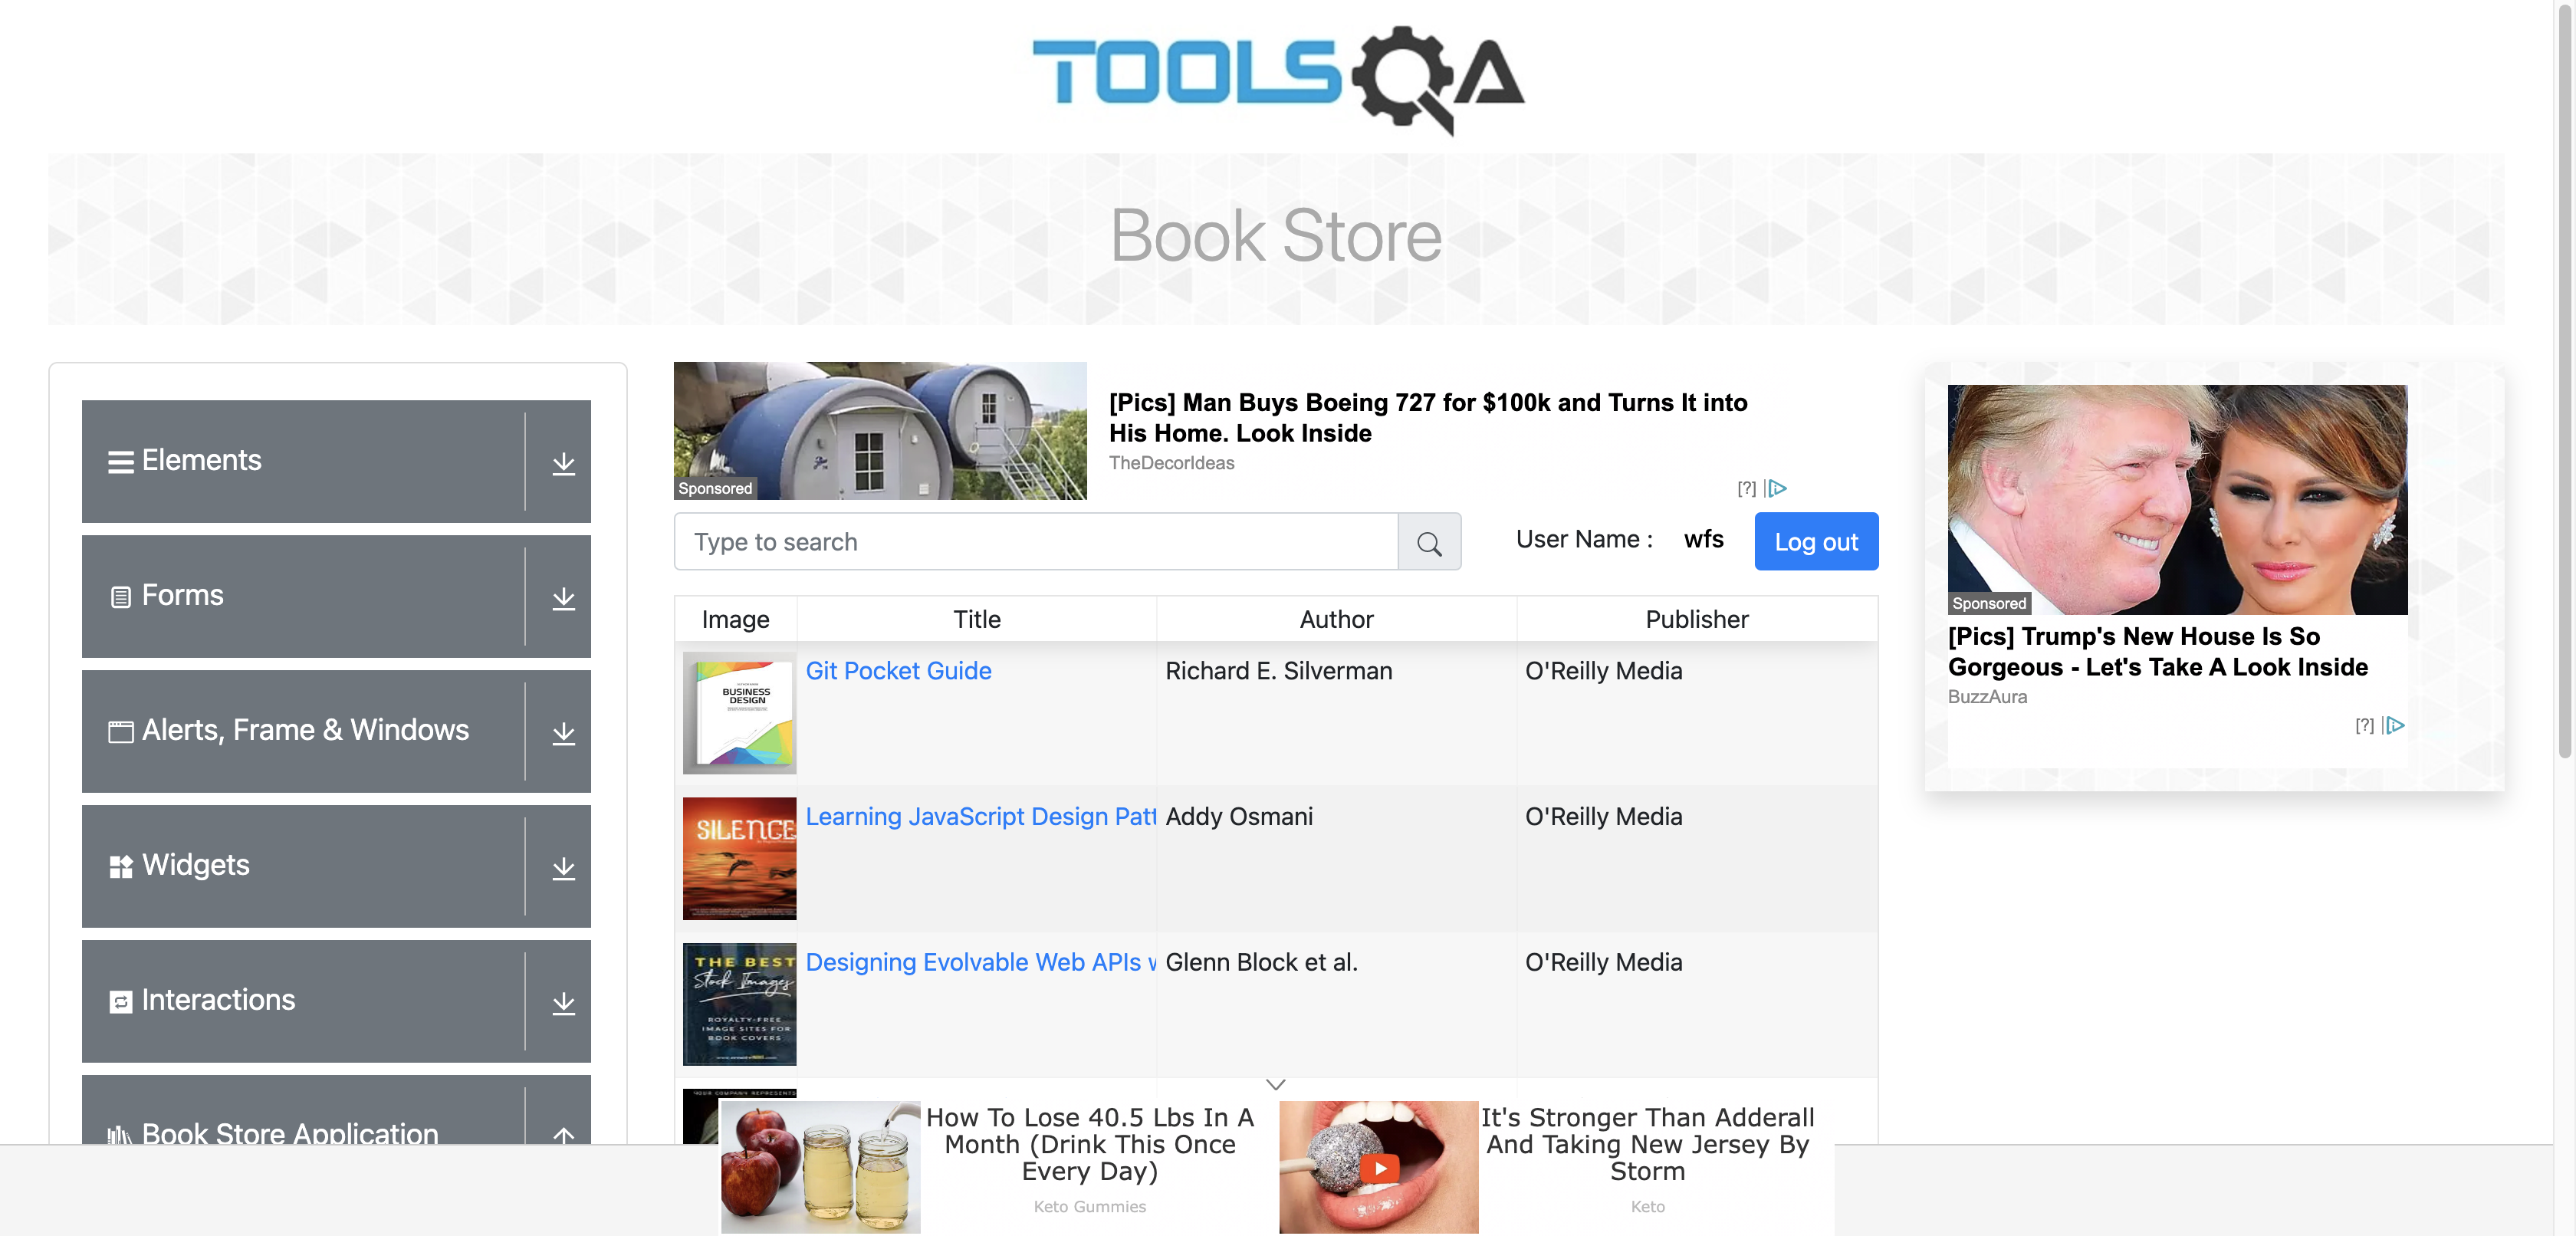 TOOLSQA
Book Store
Elements
Forms
Alerts, Frame & Windows
Widgets
Interactions
Book Store Application
Sponsored
[Pics] Man Buys Boeing 727 for $100k and Turns It into
His Home. Look Inside
TheDecorIdeas
[?]
Type to search
User Name :
wfs
Log out
Image
Title
Author
Publisher
BUSINESS
DESIGN
Git Pocket Guide
Richard E. Silverman
O'Reilly Media
SILENCE
Learning JavaScript Design Patt
Addy Osmani
O'Reilly Media
THE BEST
Stock Images
ROYALTY-FREE
IMAGE SITES FOR
BOOK COVERS
Designing Evolvable Web APIs w
Glenn Block et al.
O'Reilly Media
YOUR COMPANY REPRESENTS
How To Lose 40.5 Lbs In A
Month (Drink This Once
Every Day)
Keto Gummies
It's Stronger Than Adderall
And Taking New Jersey By
Storm
Keto
Sponsored
[Pics] Trump's New House Is So
Gorgeous - Let's Take A Look Inside
BuzzAura
[?]